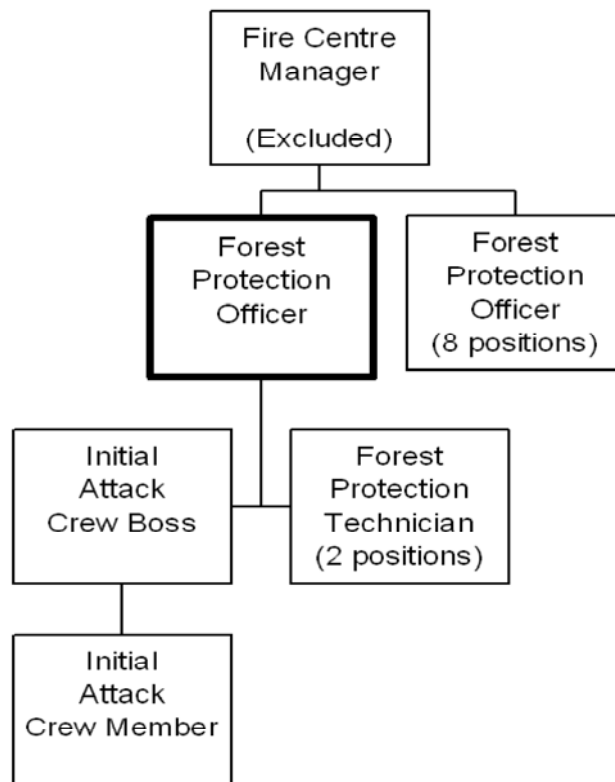 Fire Centre
Manager
(Excluded)
Forest
Protection
Officer
Forest
Protection
Officer
(8 positions)
Initial
Attack
Crew Boss
Forest
Protection
Technician
(2 positions)
Initial
Attack
Crew Member